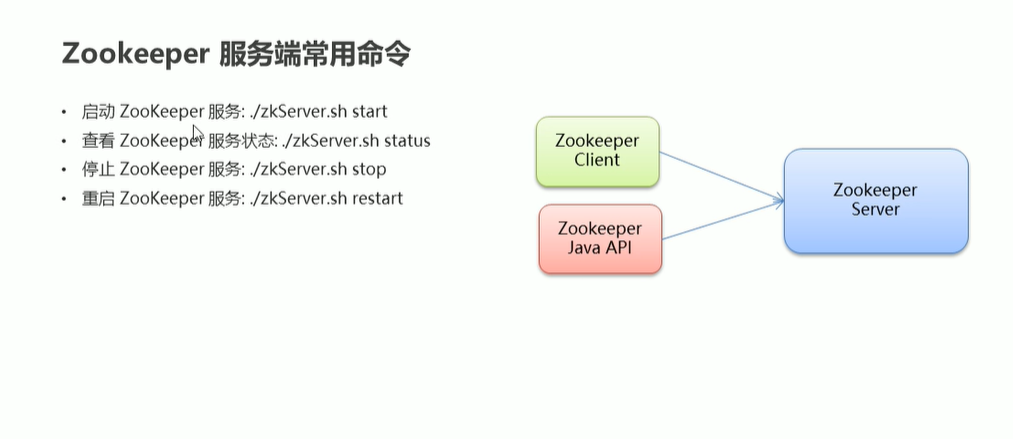 Zookeeper 服务端常用命令
• 启动 ZooKeeper 服务: ./zkServer.sh start
• 查看 ZooKeeper 服务状态: ./zkServer.sh status
• 停止 ZooKeeper 服务: ./zkServer.sh stop
• 重启 ZooKeeper 服务: ./zkServer.sh restart
Zookeeper
Client
Zookeeper
Java API
Zookeeper
Server